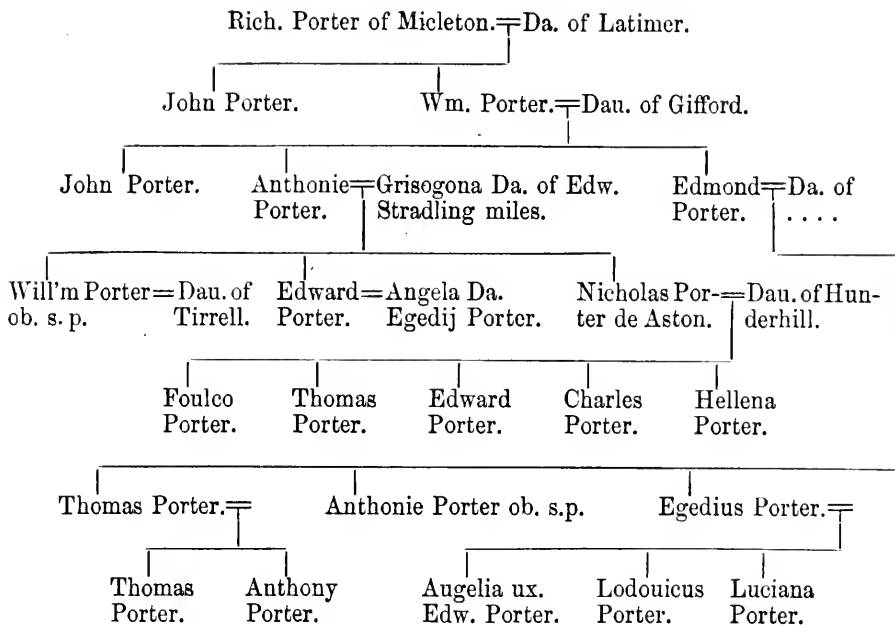 Rich. Porter of Micleton.=Da. of Latimer.
John Porter. Wm. Porter.=Dau. of Gifford.
John Porter. Anthonie=Grisogona Da. of Edw. Edmond=Da. of
Porter. Stradling miles. Porter. . . . .
Will'm Porter=Dau. of Edward=Angela Da. Nicholas Por-=Dau. of Hun-
ob. s. p. Tirrell. Porter. Egedij Porter. ter de Aston. derhill.
Foulco Thomas Edward Charles Hellena
Porter. Porter. Porter. Porter. Porter.
Thomas Porter.= Anthonie Porter ob. s.p. Egedius Porter.=
Thomas Anthony Augelia ux. Lodouicus Luciana
Porter. Porter. Edw. Porter. Porter. Porter.